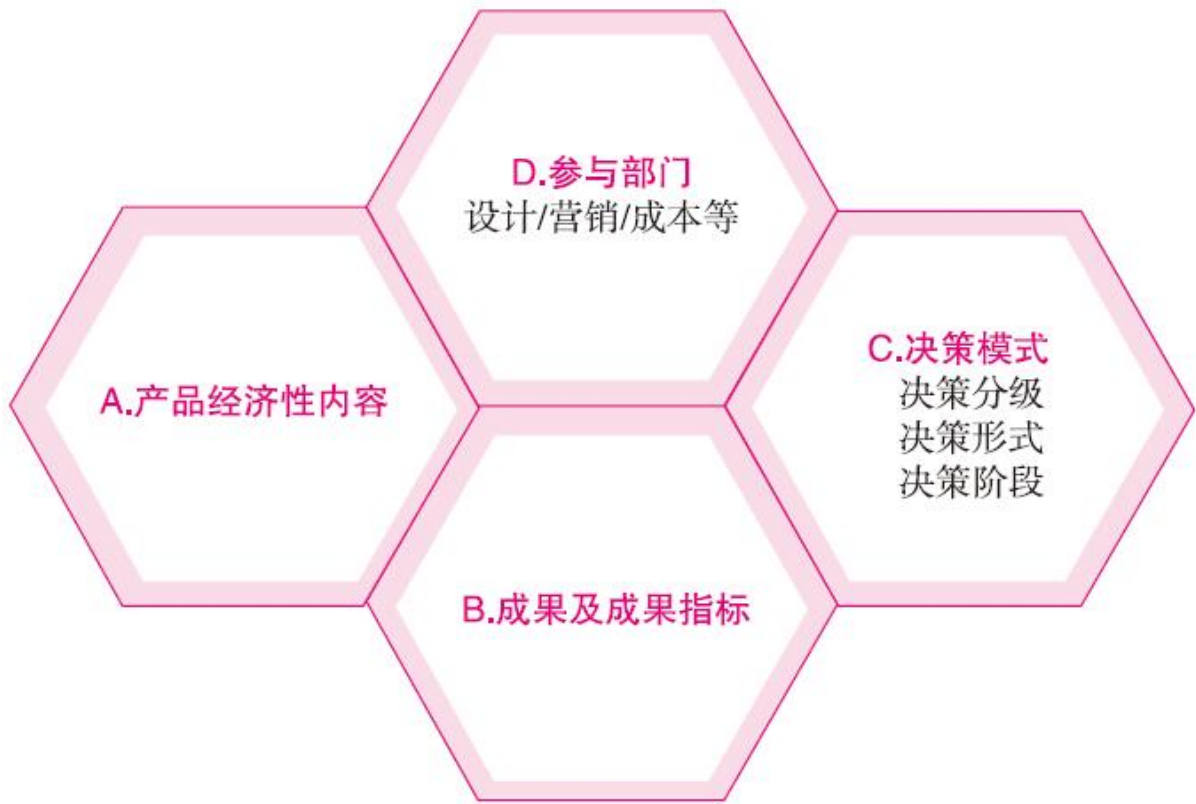 D.参与部门
设计/营销/成本等
A.产品经济性内容
C.决策模式
决策分级
决策形式
决策阶段
B.成果及成果指标